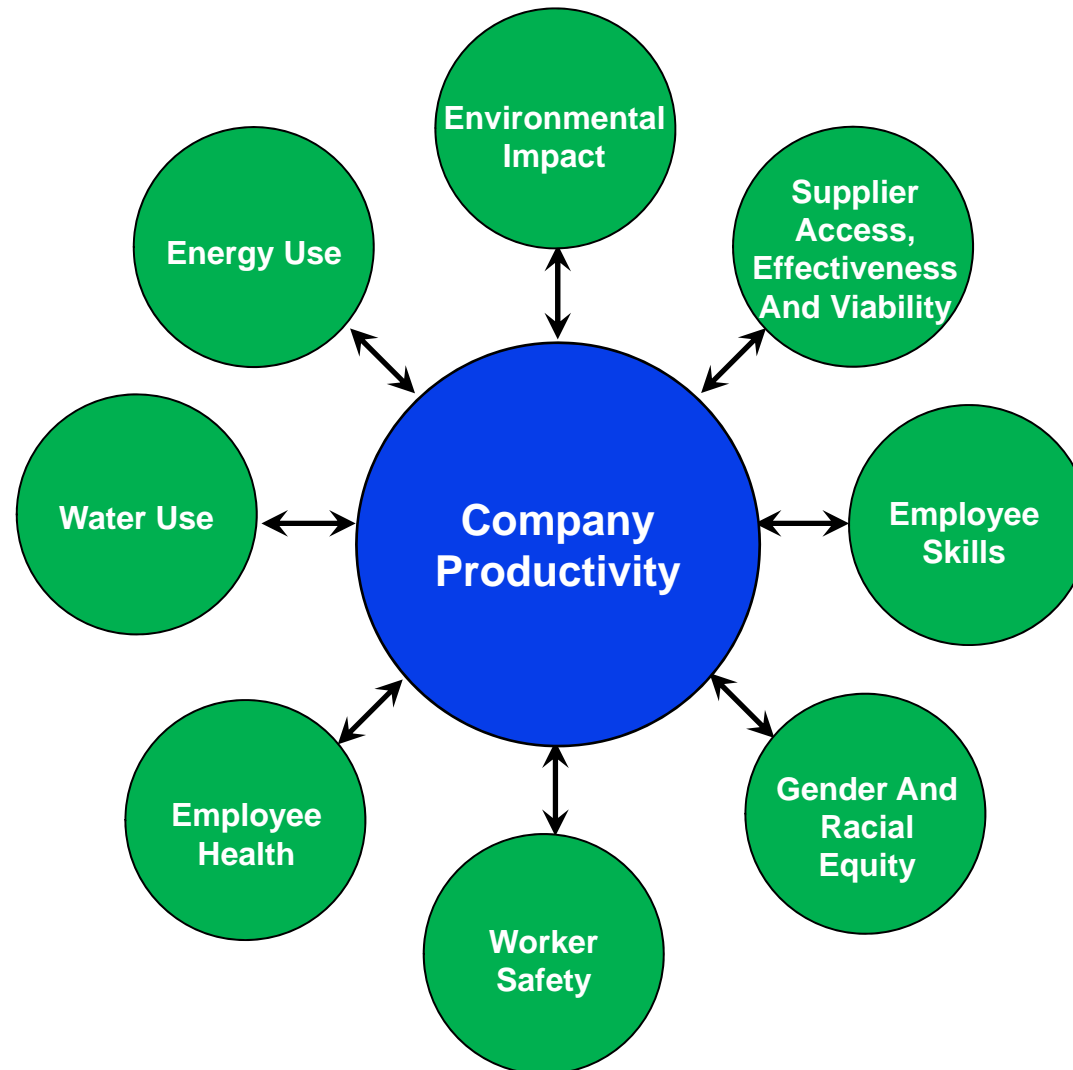 Environmental
Impact
Supplier
Access,
Effectiveness
And Viability
Energy Use
Water Use
Company
Productivity
Employee
Skills
Employee
Health
Gender And
Racial
Equity
Worker
Safety